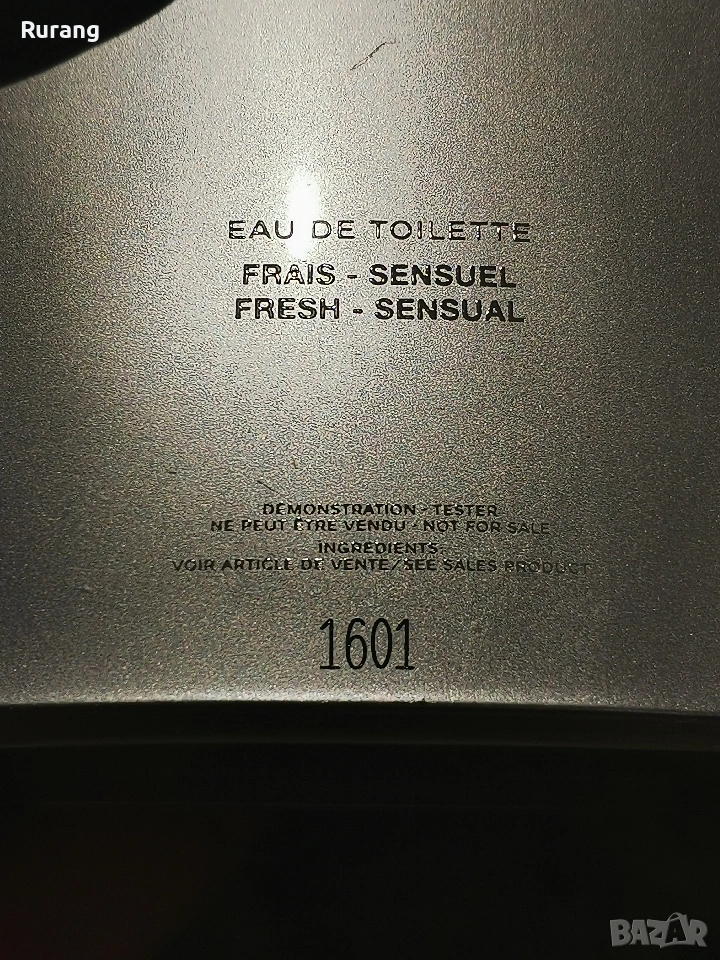 Rurang
EAU DE TOILETTE
FRAIS - SENSUEL
FRESH - SENSUAL
DEMONSTRATION - TESTER
NE PEUT ETRE VENDU - NOT FOR SALE
INGREDIENTS:
VOIR ARTICLE DE VENTE/SEE SALES PRODUCT
1601
BAZAR